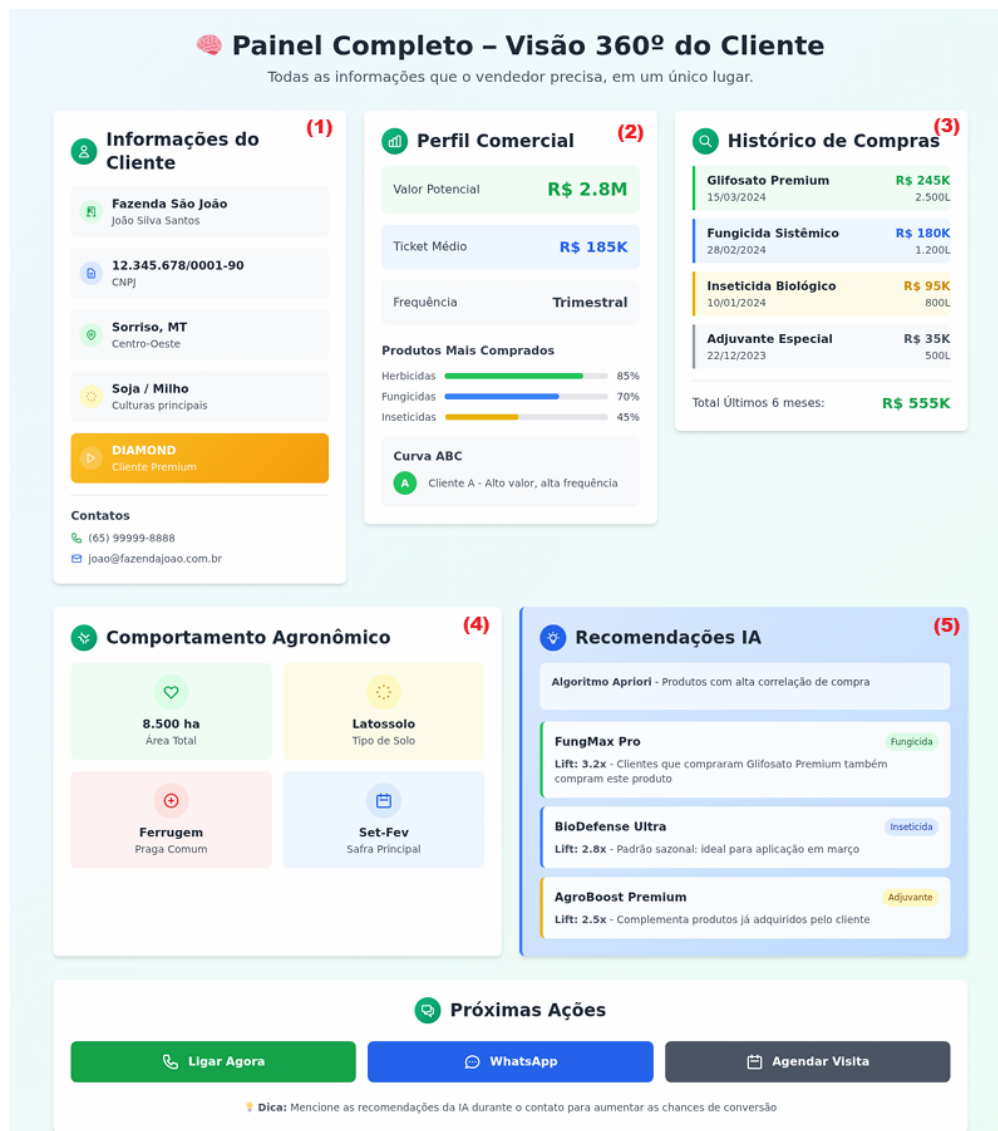 Painel Completo – Visão 360º do Cliente
Todas as informações que o vendedor precisa, em um único lugar.
(1)
Informações do
Cliente
Fazenda São João
João Silva Santos
12.345.678/0001-90
CNPJ
Sorriso, MT
Centro-Oeste
Soja / Milho
Culturas principais
DIAMOND
Cliente Premium
Contatos
(65) 99999-8888
joao@fazendajoao.com.br
(2)
Perfil Comercial
Valor Potencial R$ 2.8M
Ticket Médio R$ 185K
Frequência Trimestral
Produtos Mais Comprados
Herbicidas 85%
Fungicidas 70%
Inseticidas 45%
Curva ABC
A Cliente A - Alto valor, alta frequência
(3)
Histórico de Compras
Glifosato Premium R$ 245K
15/03/2024 2.500L
Fungicida Sistêmico R$ 180K
28/02/2024 1.200L
Inseticida Biológico R$ 95K
10/01/2024 800L
Adjuvante Especial R$ 35K
22/12/2023 500L
Total Últimos 6 meses: R$ 555K
(4)
Comportamento Agronômico
8.500 ha
Área Total
Latossolo
Tipo de Solo
Ferrugem
Praga Comum
Set-Fev
Safra Principal
(5)
Recomendações IA
Algoritmo Apriori - Produtos com alta correlação de compra
FungMax Pro Fungicida
Lift: 3.2x - Clientes que compraram Glifosato Premium também
compram este produto
BioDefense Ultra Inseticida
Lift: 2.8x - Padrão sazonal: ideal para aplicação em março
AgroBoost Premium Adjuvante
Lift: 2.5x - Complementa produtos já adquiridos pelo cliente
Próximas Ações
Ligar Agora
WhatsApp
Agendar Visita
Dica: Mencione as recomendações da IA durante o contato para aumentar as chances de conversão